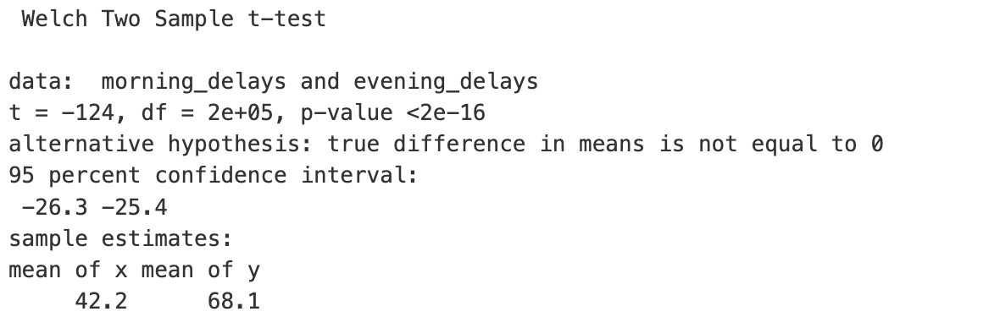 Welch Two Sample t-test
data:  morning_delays and evening_delays
t = -124, df = 2e+05, p-value <2e-16
alternative hypothesis: true difference in means is not equal to 0
95 percent confidence interval:
 -26.3 -25.4
sample estimates:
mean of x mean of y
     42.2      68.1